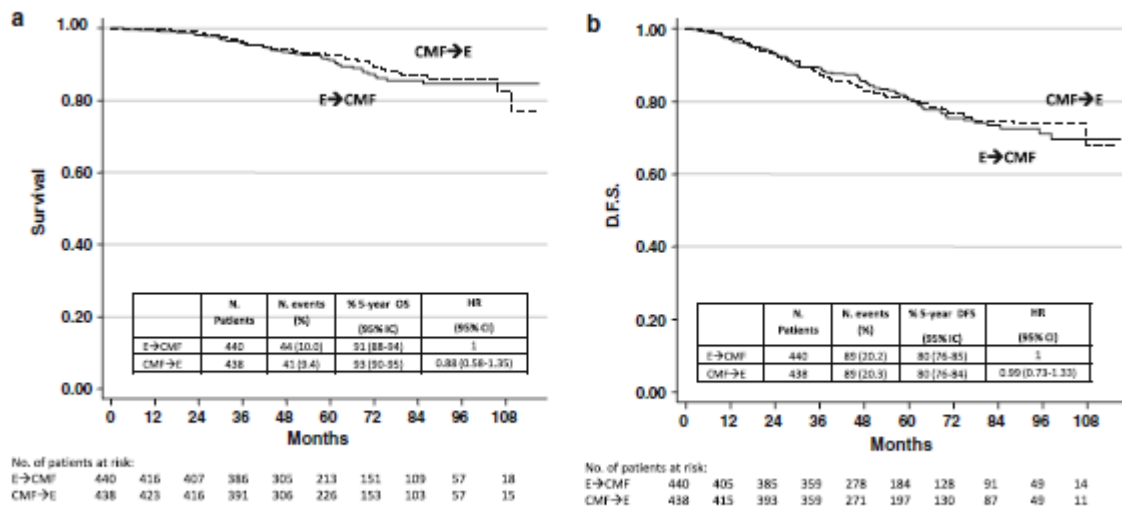 a
1.00
0.80
0.60
0.40
0.20
0.00
Survival
CMF→E
E→CMF
N. Patients N. events (%) % 5-year OS (95% IC) HR (95% CI)
E→CMF 440 44 (10.0) 91 (88-94) 1
CMF→E 438 41 (9.4) 93 (90-95) 0.88 (0.58-1.35)
0 12 24 36 48 60 72 84 96 108
Months
No. of patients at risk:
E→CMF 440 416 407 386 305 213 151 109 57 18
CMF→E 438 423 416 391 306 226 153 103 57 15
b
1.00
0.80
0.60
0.40
0.20
0.00
D.F.S.
CMF→E
E→CMF
N. Patients N. events (%) % 5-year DFS (95% IC) HR (95% CI)
E→CMF 440 89 (20.2) 80 (76-85) 1
CMF→E 438 89 (20.3) 80 (76-84) 0.99 (0.73-1.33)
0 12 24 36 48 60 72 84 96 108
Months
No. of patients at risk:
E→CMF 440 405 385 359 278 184 128 91 49 14
CMF→E 438 415 393 359 271 197 130 87 49 11